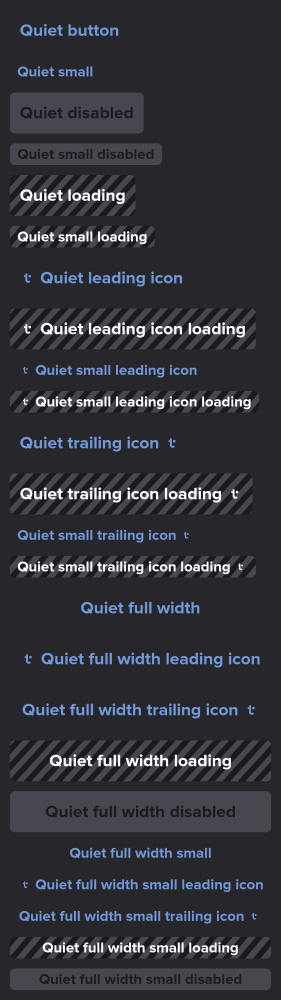 Quiet button
Quiet small
Quiet disabled
Quiet small disabled
Quiet loading
Quiet small loading
Quiet leading icon
Quiet leading icon loading
Quiet small leading icon
Quiet small leading icon loading
Quiet trailing icon
Quiet trailing icon loading
Quiet small trailing icon
Quiet small trailing icon loading
Quiet full width
Quiet full width leading icon
Quiet full width trailing icon
Quiet full width loading
Quiet full width disabled
Quiet full width small
Quiet full width small leading icon
Quiet full width small trailing icon
Quiet full width small loading
Quiet full width small disabled